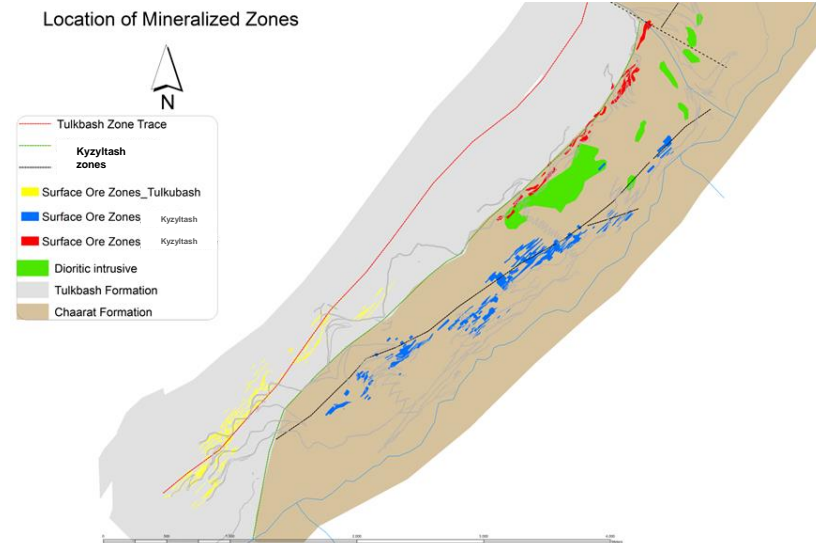 Location of Mineralized Zones
N
Tulkbash Zone Trace
Kyzyltash
zones
Surface Ore Zones_Tulkubash
Surface Ore Zones Kyzyltash
Surface Ore Zones Kyzyltash
Dioritic intrusive
Tulkbash Formation
Chaarat Formation
0